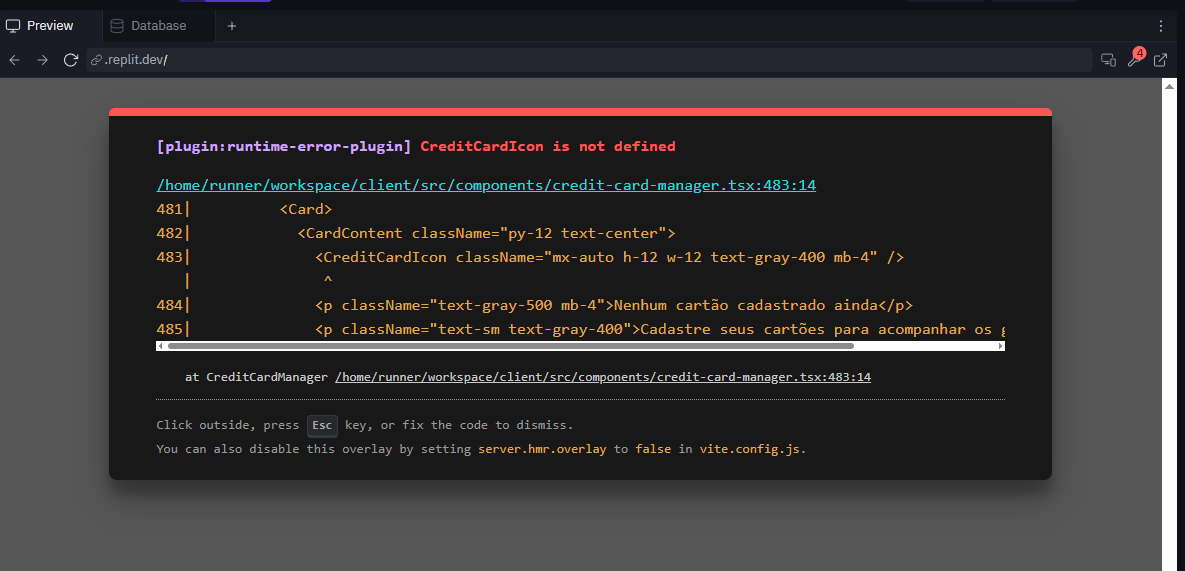 Preview
Database
+
.replit.dev/
4
[plugin:runtime-error-plugin] CreditCardIcon is not defined
/home/runner/workspace/client/src/components/credit-card-manager.tsx:483:14
481|          <Card>
482|            <CardContent className="py-12 text-center">
483|              <CreditCardIcon className="mx-auto h-12 w-12 text-gray-400 mb-4" />
|               ^
484|              <p className="text-gray-500 mb-4">Nenhum cartão cadastrado ainda</p>
485|              <p className="text-sm text-gray-400">Cadastre seus cartões para acompanhar os
at CreditCardManager /home/runner/workspace/client/src/components/credit-card-manager.tsx:483:14
Click outside, press Esc key, or fix the code to dismiss.
You can also disable this overlay by setting server.hmr.overlay to false in vite.config.js.